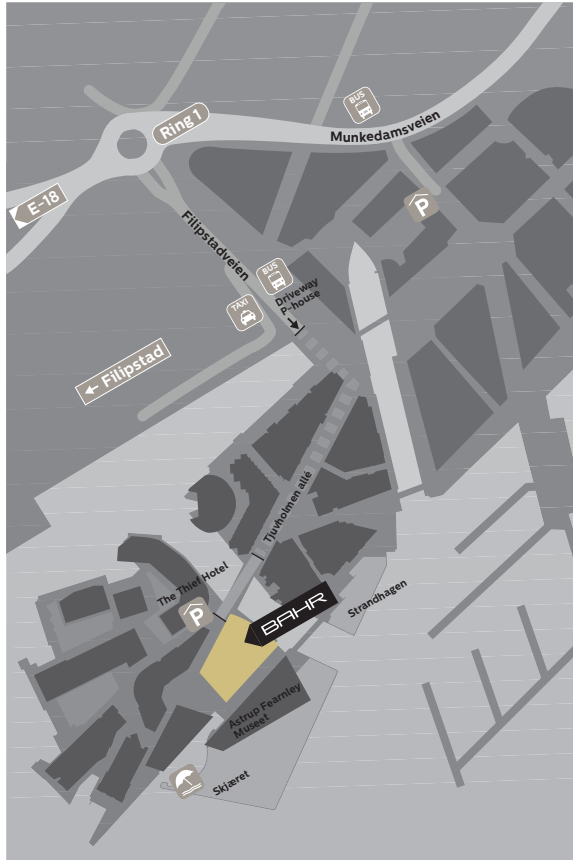 BUS
Ring 1
Munkedamsveien
E-18
P
Filipstadveien
BUS
Driveway
P-house
TAXI
← Filipstad
Tjuvholmen allé
The Thief Hotel
P
BAHR
Strandhagen
Astrup Fearnley
Museet
Skjæret